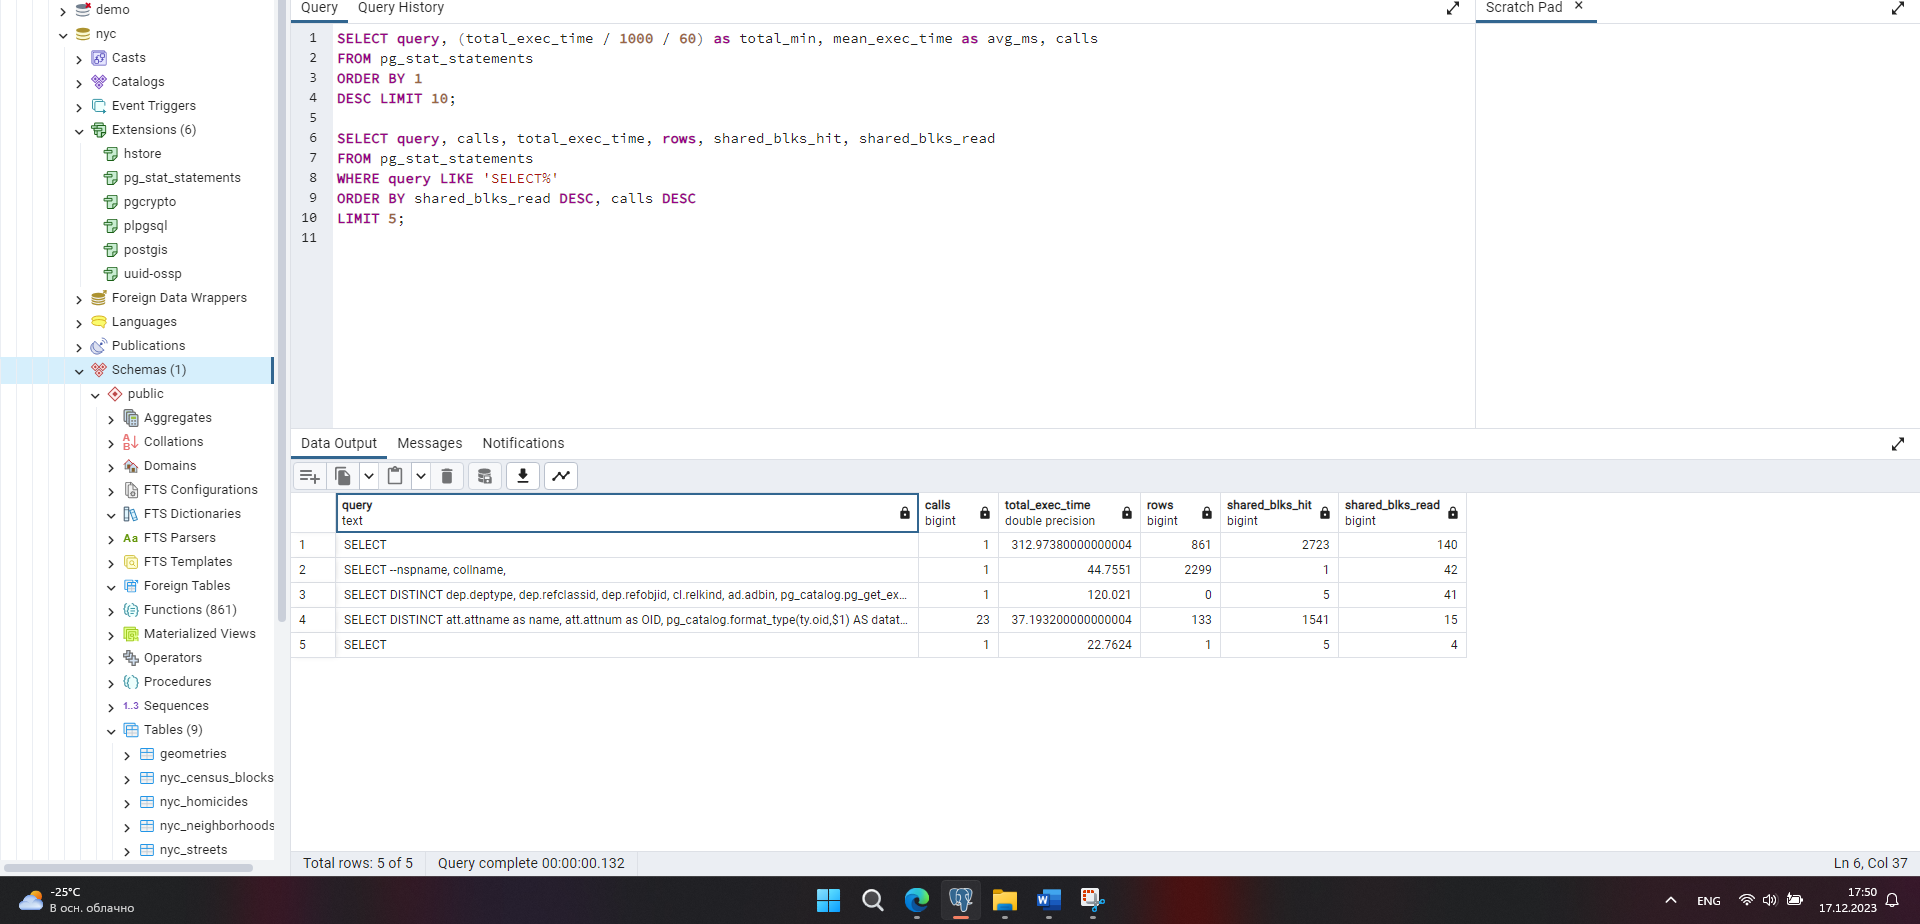 demo
nyc
Casts
Catalogs
Event Triggers
Extensions (6)
hstore
pg_stat_statements
pgcrypto
plpgsql
postgis
uuid-ossp
Foreign Data Wrappers
Languages
Publications
Schemas (1)
public
Aggregates
Collations
Domains
FTS Configurations
FTS Dictionaries
FTS Parsers
FTS Templates
Foreign Tables
Functions (861)
Materialized Views
Operators
Procedures
1..3 Sequences
Tables (9)
geometries
nyc_census_blocks
nyc_homicides
nyc_neighborhoods
nyc_streets
Query Query History
Scratch Pad
1 SELECT query, (total_exec_time / 1000 / 60) as total_min, mean_exec_time as avg_ms, calls
2 FROM pg_stat_statements
3 ORDER BY 1
4 DESC LIMIT 10;
5
6 SELECT query, calls, total_exec_time, rows, shared_blks_hit, shared_blks_read
7 FROM pg_stat_statements
8 WHERE query LIKE 'SELECT%'
9 ORDER BY shared_blks_read DESC, calls DESC
10 LIMIT 5;
11
Data Output Messages Notifications
query calls total_exec_time rows shared_blks_hit shared_blks_read
text bigint double precision bigint bigint bigint
1 SELECT 1 312.97380000000004 861 2723 140
2 SELECT --nspname, collname, 1 44.7551 2299 1 42
3 SELECT DISTINCT dep.deptype, dep.refclassid, dep.refobjid, cl.relkind, ad.adbin, pg_catalog.pg_get_ex... 1 120.021 0 5 41
4 SELECT DISTINCT att.attname as name, att.attnum as OID, pg_catalog.format_type(ty.oid,$1) AS datat... 23 37.193200000000004 133 1541 15
5 SELECT 1 22.7624 1 5 4
Total rows: 5 of 5 Query complete 00:00:00.132 Ln 6, Col 37
-25°C
В осн. облачно
ENG
17:50
17.12.2023